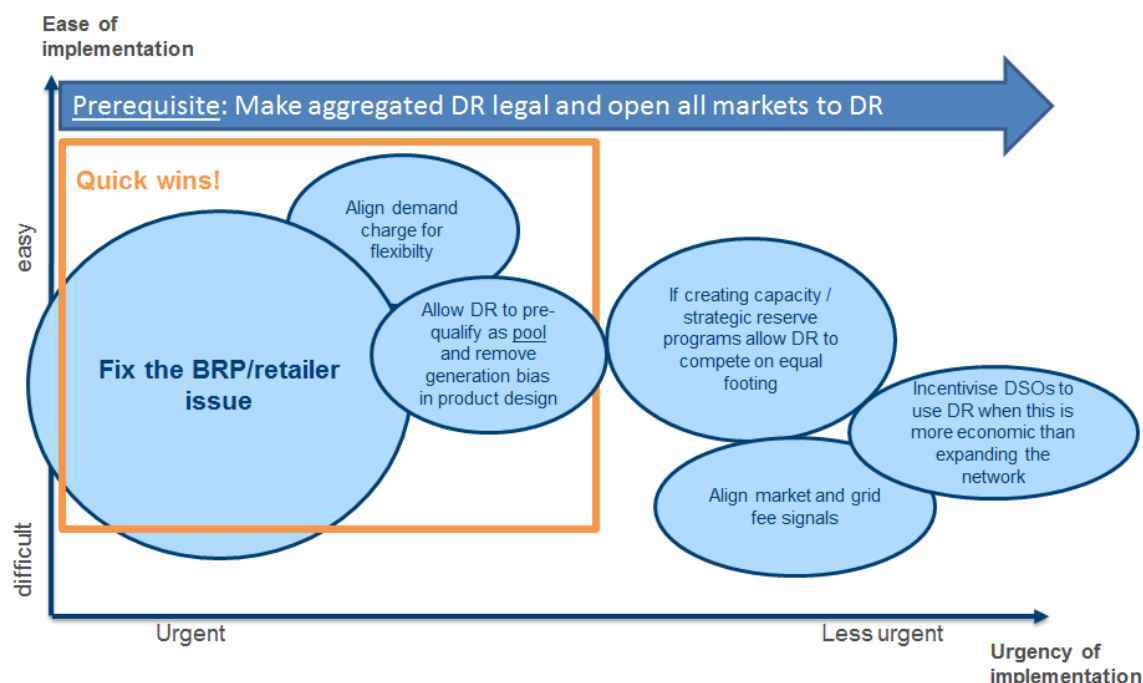 Ease of
implementation
Prerequisite: Make aggregated DR legal and open all markets to DR
Quick wins!
easy
difficult
Align demand
charge for
flexibilty
Fix the BRP/retailer
issue
Allow DR to pre-
qualify as pool
and remove
generation bias
in product design
If creating capacity /
strategic reserve
programs allow DR to
compete on equal
footing
Incentivise DSOs to
use DR when this is
more economic than
expanding the
network
Align market and grid
fee signals
Urgent
Less urgent
Urgency of
implementation